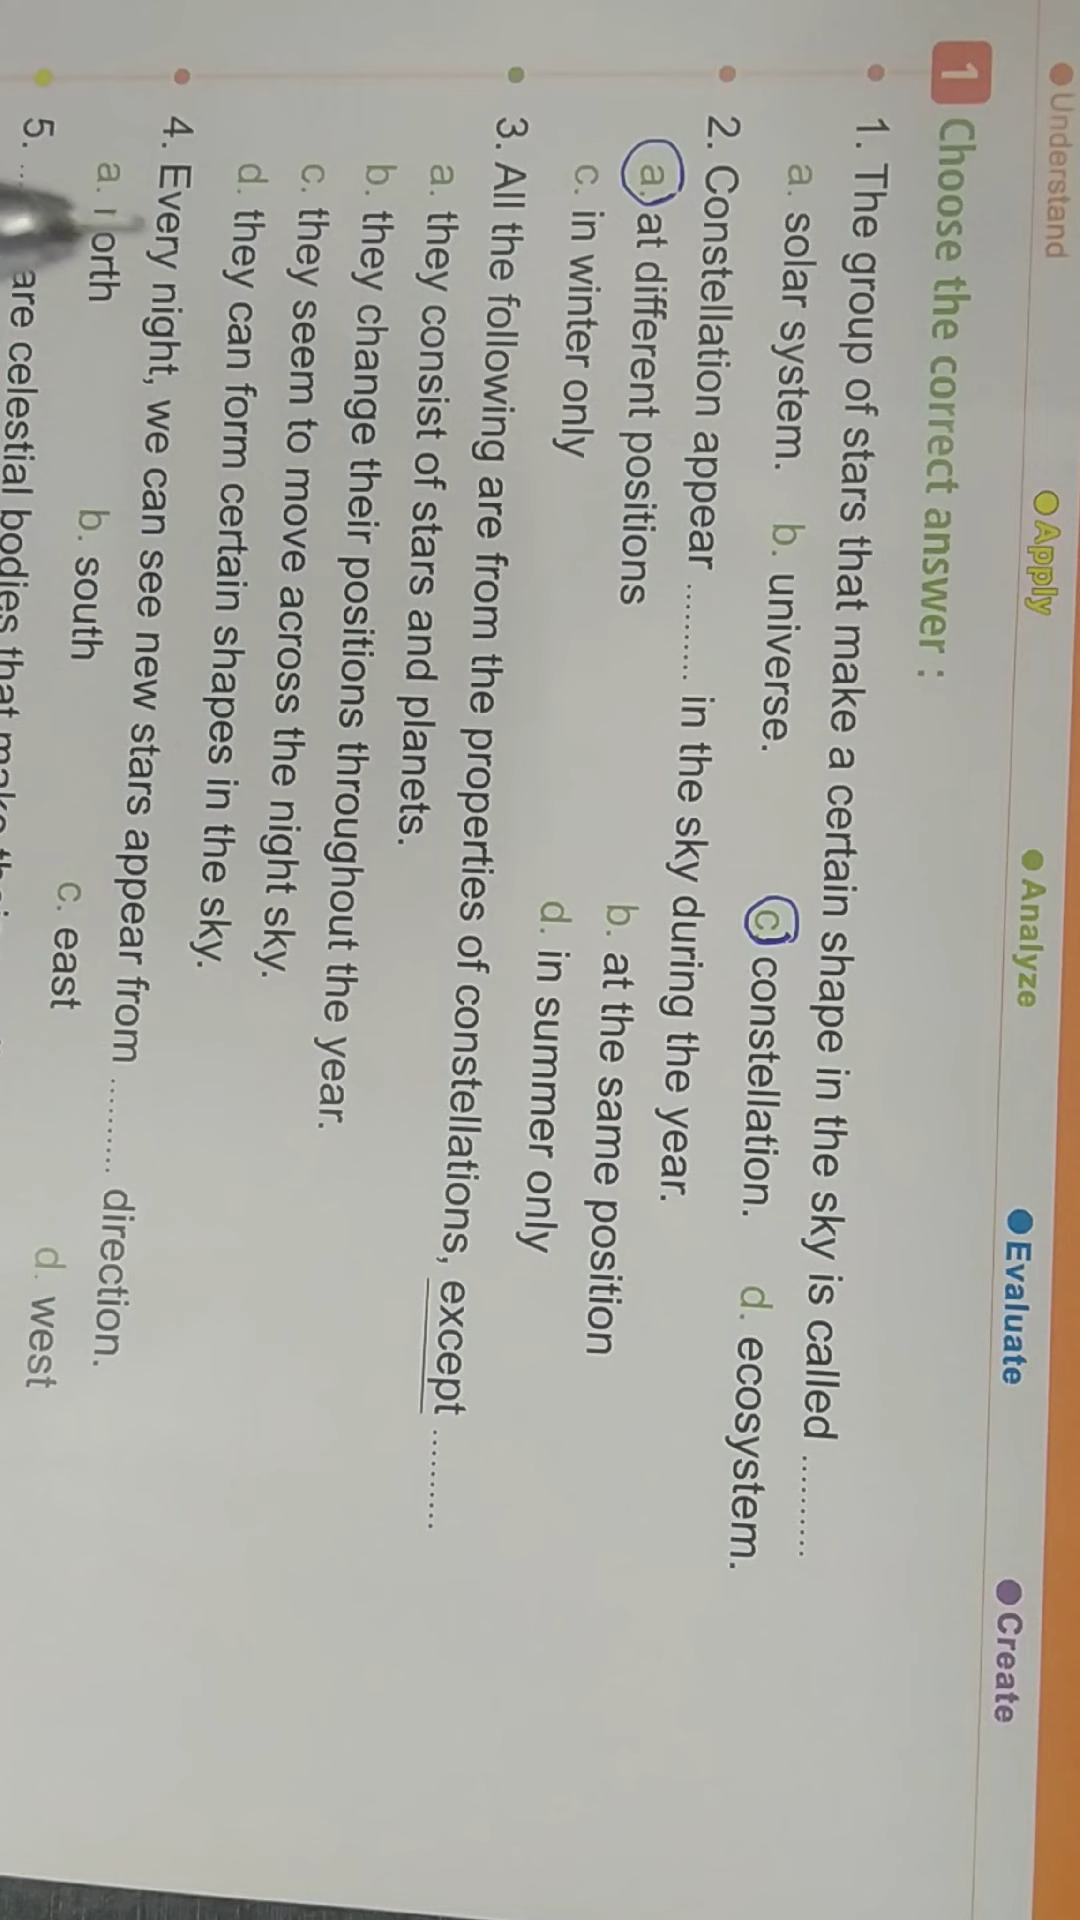 Understand Apply Analyze Evaluate Create
1 Choose the correct answer :
1. The group of stars that make a certain shape in the sky is called ..........
a. solar system. b. universe. c. constellation. d. ecosystem.
2. Constellation appear ......... in the sky during the year.
a. at different positions b. at the same position
c. in winter only d. in summer only
3. All the following are from the properties of constellations, except ..........
a. they consist of stars and planets.
b. they change their positions throughout the year.
c. they seem to move across the night sky.
d. they can form certain shapes in the sky.
4. Every night, we can see new stars appear from ......... direction.
a. north b. south c. east d. west
5. ... are celestial bodies that make